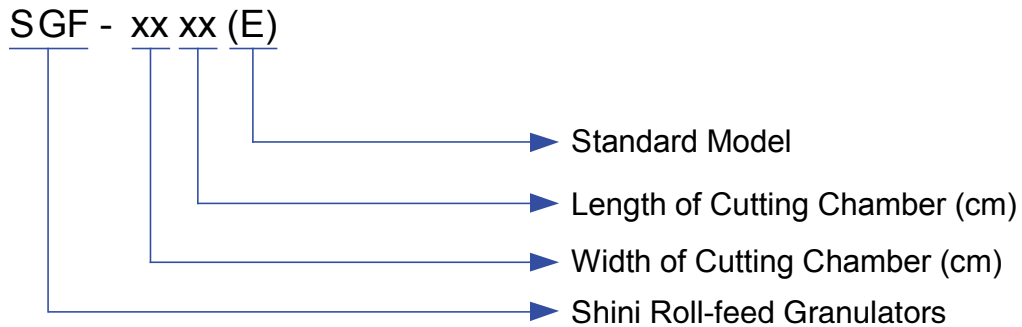 SGF - xx xx (E)
Standard Model
Length of Cutting Chamber (cm)
Width of Cutting Chamber (cm)
Shini Roll-feed Granulators